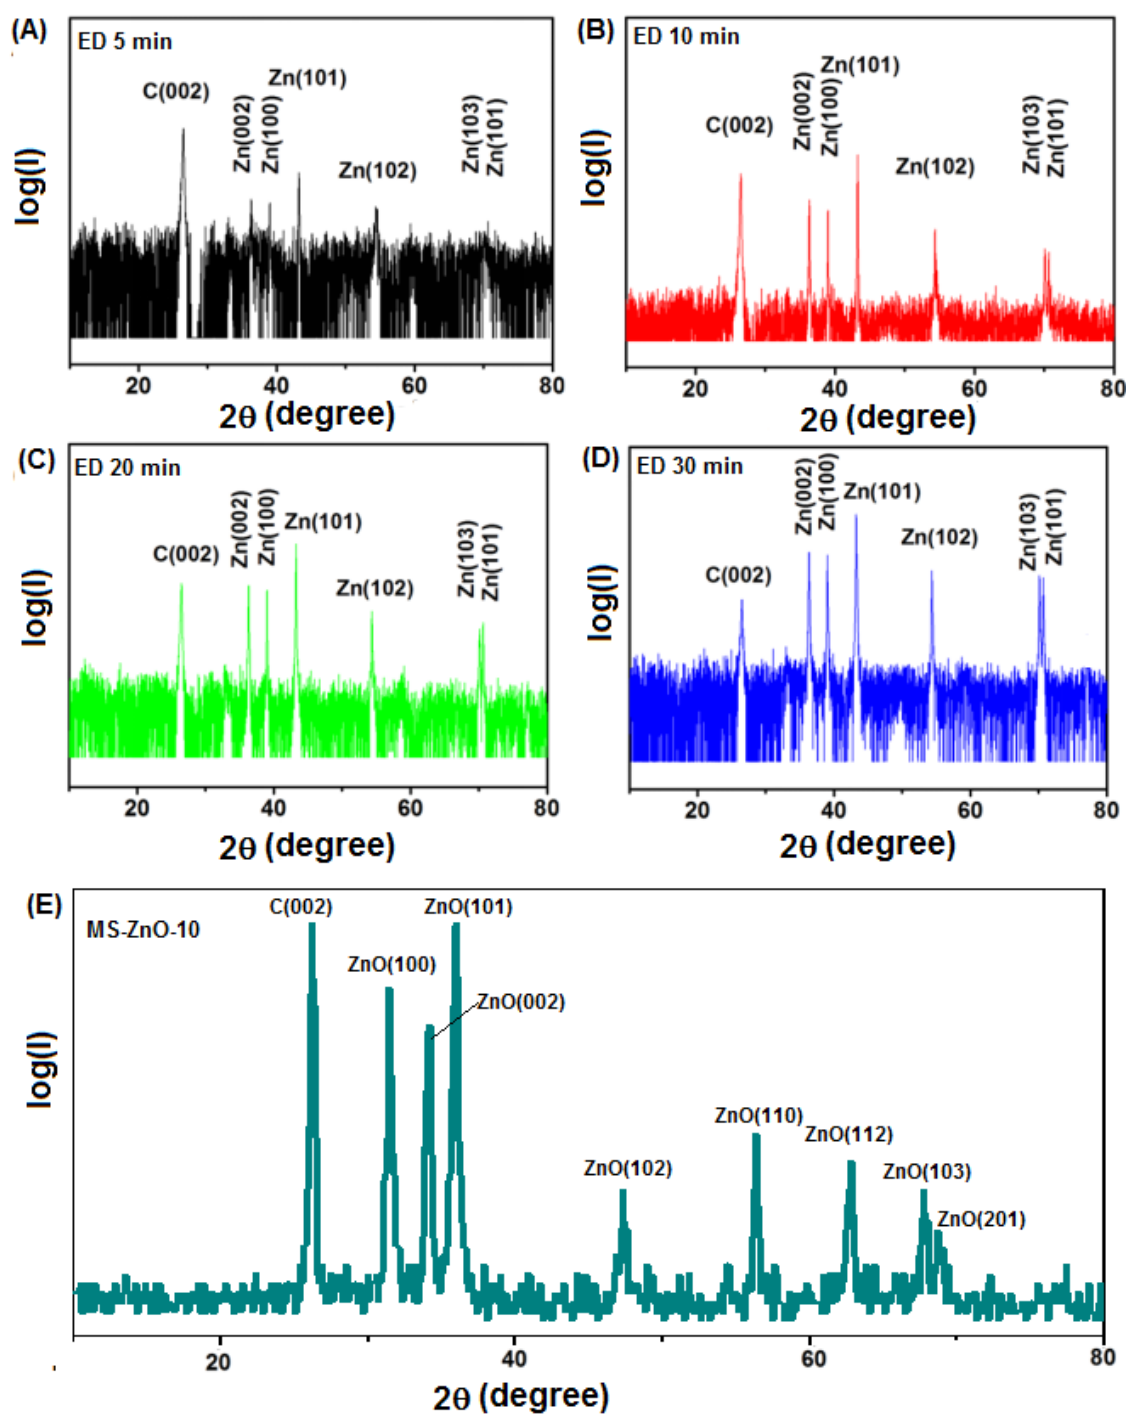 (A)
ED 5 min
C(002)
Zn(002)
Zn(100)
Zn(101)
Zn(102)
Zn(103)
Zn(101)
log(I)
20
40
60
80
2θ (degree)
(B)
ED 10 min
C(002)
Zn(002)
Zn(100)
Zn(101)
Zn(102)
Zn(103)
Zn(101)
log(I)
20
40
60
80
2θ (degree)
(C)
ED 20 min
C(002)
Zn(002)
Zn(100)
Zn(101)
Zn(102)
Zn(103)
Zn(101)
log(I)
20
40
60
80
2θ (degree)
(D)
ED 30 min
C(002)
Zn(002)
Zn(100)
Zn(101)
Zn(102)
Zn(103)
Zn(101)
log(I)
20
40
60
80
2θ (degree)
(E)
MS-ZnO-10
C(002)
ZnO(100)
ZnO(101)
ZnO(002)
ZnO(102)
ZnO(110)
ZnO(112)
ZnO(103)
ZnO(201)
log(I)
20
40
60
80
2θ (degree)